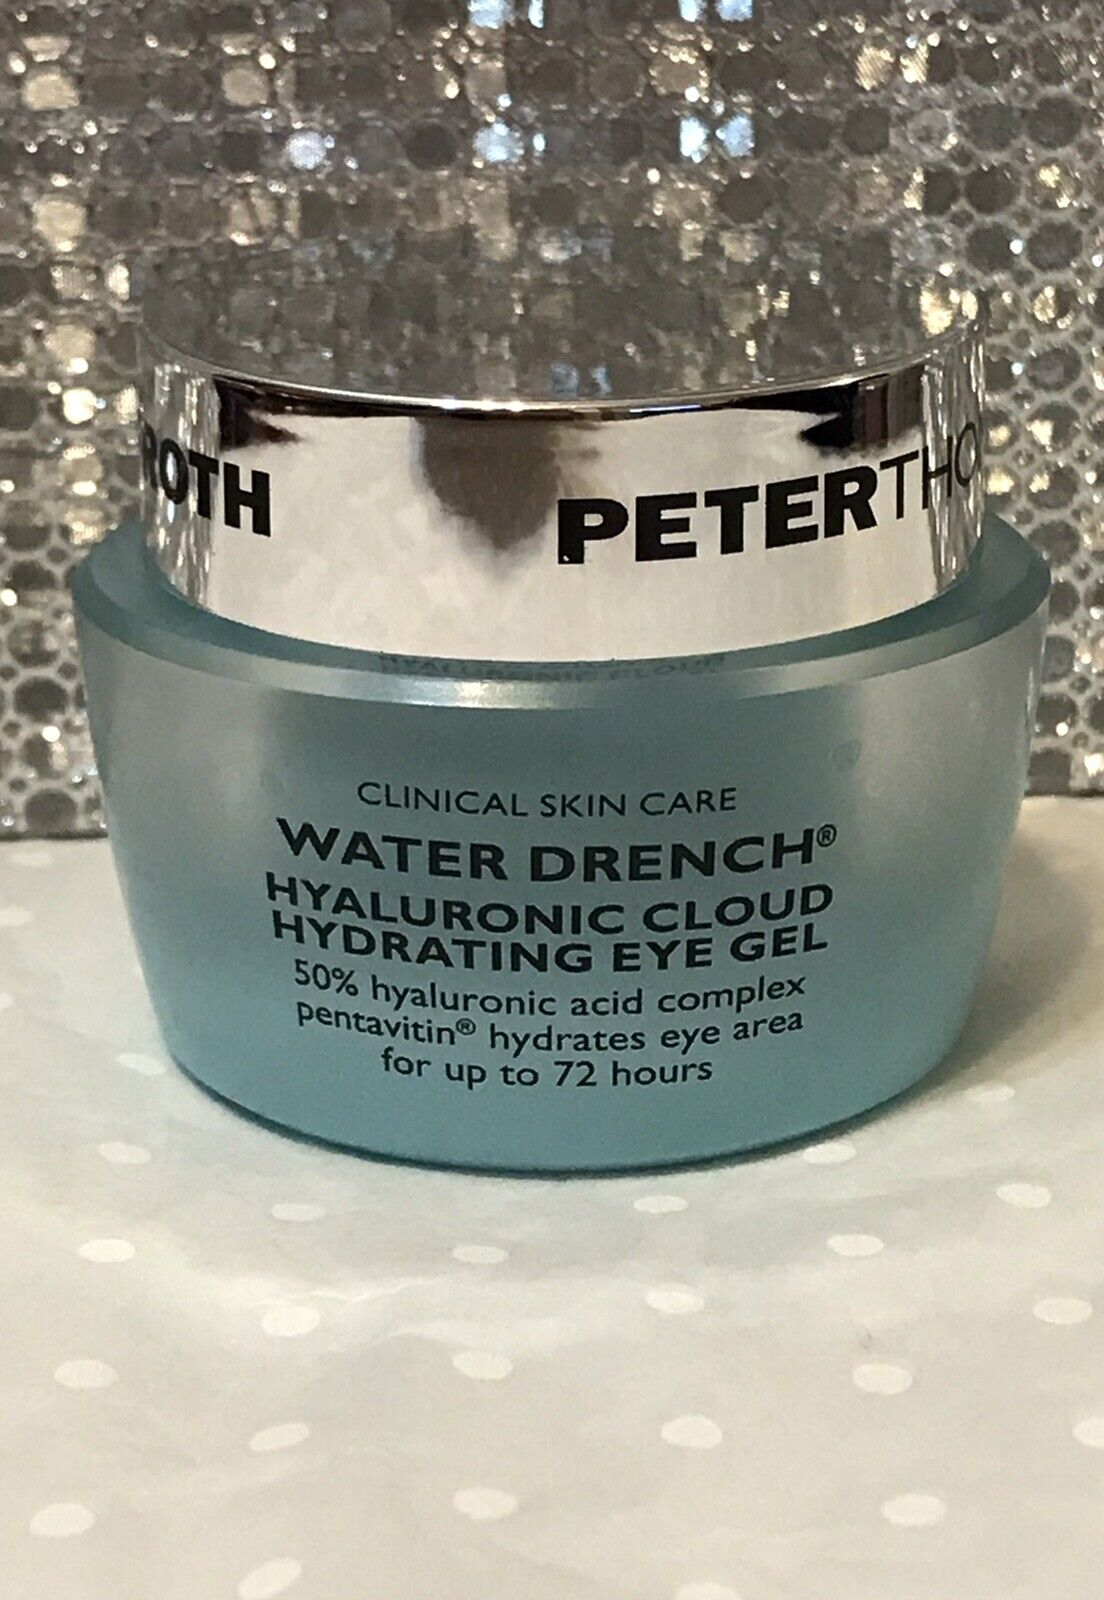 ROTH PETERTHO
CLINICAL SKIN CARE
WATER DRENCH®
HYALURONIC CLOUD
HYDRATING EYE GEL
50% hyaluronic acid complex
pentavitin® hydrates eye area
for up to 72 hours